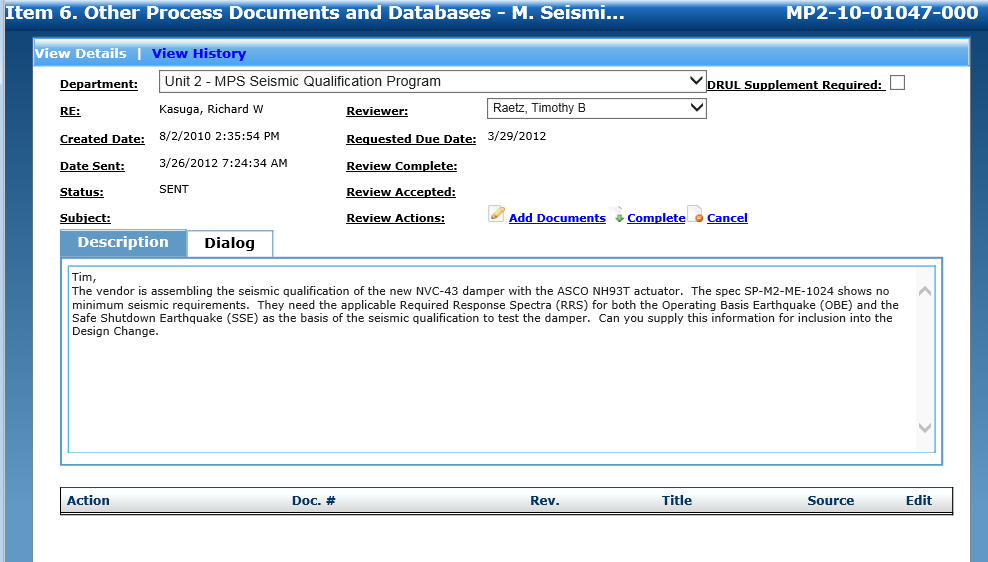 Item 6. Other Process Documents and Databases - M. Seismi... MP2-10-01047-000
View Details | View History
Department: Unit 2 - MPS Seismic Qualification Program DRUL Supplement Required:
RE: Kasuga, Richard W Reviewer: Raetz, Timothy B
Created Date: 8/2/2010 2:35:54 PM Requested Due Date: 3/29/2012
Date Sent: 3/26/2012 7:24:34 AM Review Complete:
Status: SENT Review Accepted:
Subject: Review Actions: Add Documents Complete Cancel
Description Dialog
Tim,
The vendor is assembling the seismic qualification of the new NVC-43 damper with the ASCO NH93T actuator. The spec SP-M2-ME-1024 shows no
minimum seismic requirements. They need the applicable Required Response Spectra (RRS) for both the Operating Basis Earthquake (OBE) and the
Safe Shutdown Earthquake (SSE) as the basis of the seismic qualification to test the damper. Can you supply this information for inclusion into the
Design Change.
Action Doc. # Rev. Title Source Edit